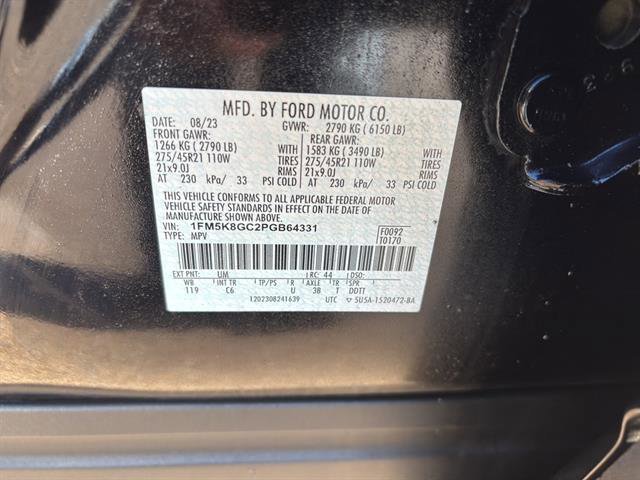 MFD. BY FORD MOTOR CO.
DATE: 08/23 GVWR: 2790 KG ( 6150 LB)
FRONT GAWR: REAR GAWR:
1266 KG ( 2790 LB) WITH 1583 KG ( 3490 LB) WITH
275/45R21 110W TIRES 275/45R21 110W TIRES
21x9.0J RIMS 21x9.0J RIMS
AT 230 kPa/ 33 PSI COLD AT 230 kPa/ 33 PSI COLD
THIS VEHICLE CONFORMS TO ALL APPLICABLE FEDERAL MOTOR
VEHICLE SAFETY STANDARDS IN EFFECT ON THE DATE OF
MANUFACTURE SHOWN ABOVE.
VIN: 1FM5K8GC2PGB64331 F0092
TYPE: MPV T0170
EXT PNT: UM RC: 44 DSO:
WB INT TR TP/PS R AXLE TR SPR
119 C6 U 3B T DDTT
1202308241639 UTC 5U5A-1520472-BA